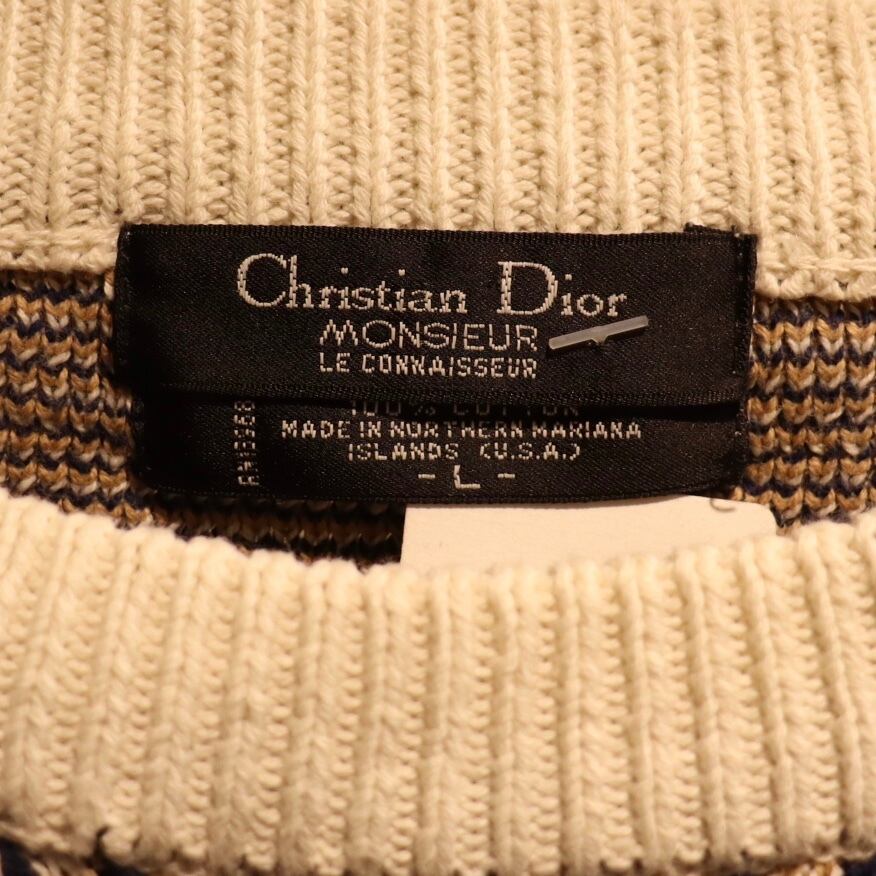 Christian Dior
MONSIEUR
LE CONNAISSEUR
100% COTTON
MADE IN NORTHERN MARIANA
ISLANDS (U.S.A.)
- L -